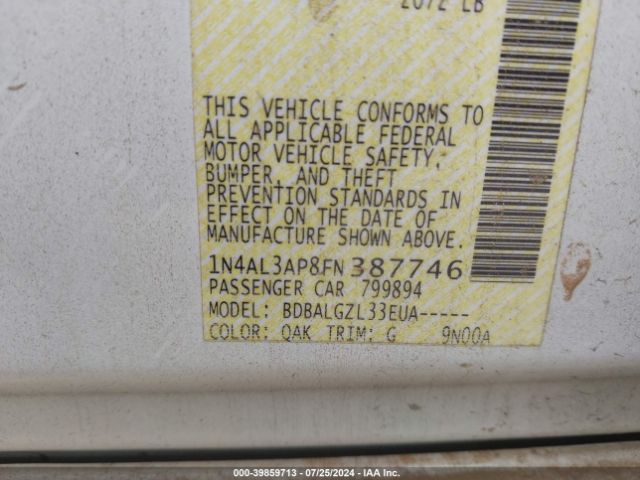 2072 LB
THIS VEHICLE CONFORMS TO
ALL APPLICABLE FEDERAL
MOTOR VEHICLE SAFETY,
BUMPER, AND THEFT
PREVENTION STANDARDS IN
EFFECT ON THE DATE OF
MANUFACTURE SHOWN ABOVE.
1N4AL3AP8FN387746
PASSENGER CAR 799894
MODEL: BDBALGZL33EUA-----
COLOR: QAK TRIM: G 9N00A
000-39859713 - 07/25/2024 - IAA Inc.